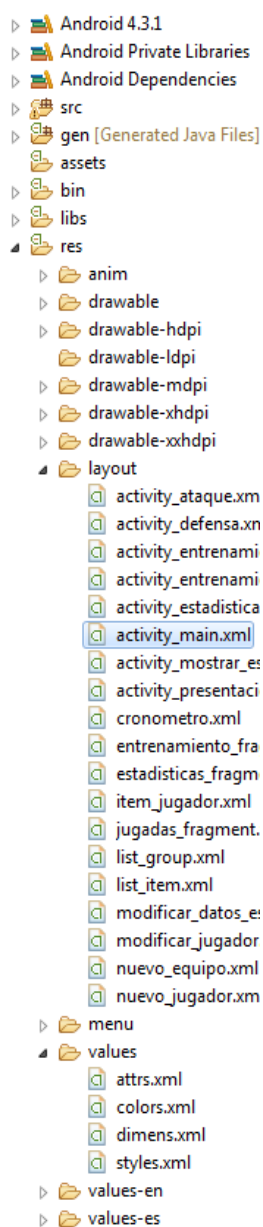 Android 4.3.1
Android Private Libraries
Android Dependencies
src
gen [Generated Java Files]
assets
bin
libs
res
anim
drawable
drawable-hdpi
drawable-ldpi
drawable-mdpi
drawable-xhdpi
drawable-xxhdpi
layout
activity_ataque.xm
activity_defensa.xn
activity_entrenami
activity_entrenami
activity_estadistica
activity_main.xml
activity_mostrar_es
activity_presentaci
cronometro.xml
entrenamiento_fra
estadisticas_fragme
item_jugador.xml
jugadas_fragment.
list_group.xml
list_item.xml
modificar_datos_es
modificar_jugador
nuevo_equipo.xml
nuevo_jugador.xm
menu
values
attrs.xml
colors.xml
dimens.xml
styles.xml
values-en
values-es